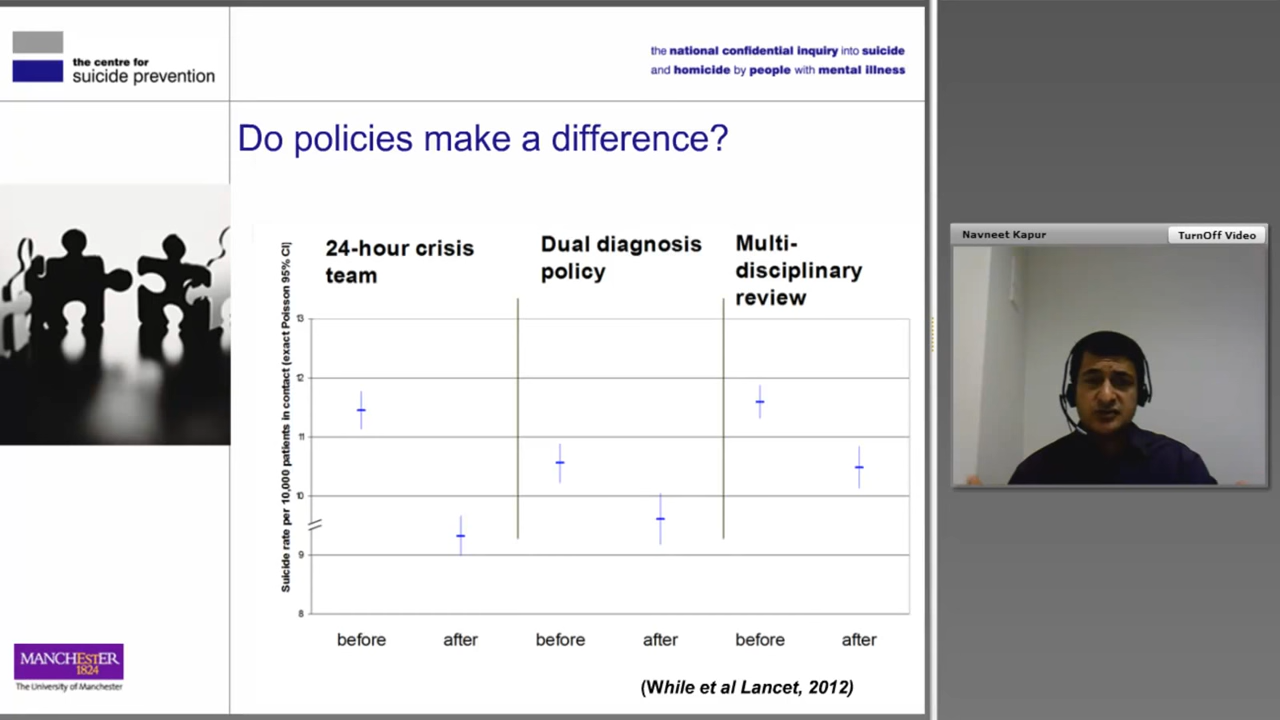 the centre for
suicide prevention
the national confidential inquiry into suicide
and homicide by people with mental illness
Do policies make a difference?
24-hour crisis
team
Dual diagnosis
policy
Multi-
disciplinary
review
Suicide rate per 10,000 patients in contact (exact Poisson 95% CI)
13
12
11
10
9
8
before
after
before
after
before
after
(While et al Lancet, 2012)
MANCHESTER
1824
The University of Manchester
Navneet Kapur
TurnOff Video